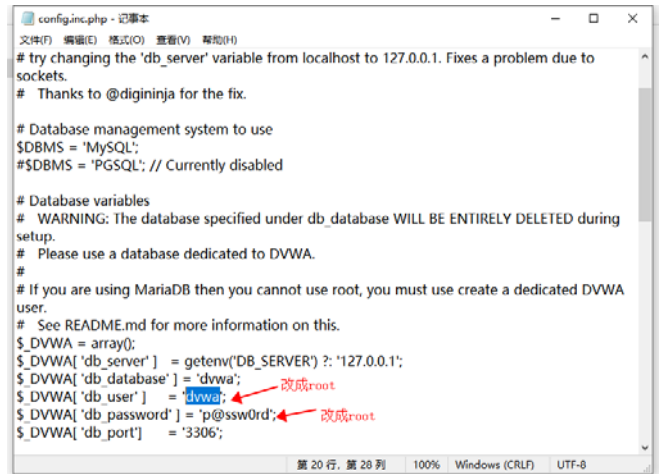 config.inc.php - 记事本
文件(F) 编辑(E) 格式(O) 查看(V) 帮助(H)
# try changing the 'db_server' variable from localhost to 127.0.0.1. Fixes a problem due to
sockets.
#   Thanks to @digininja for the fix.
# Database management system to use
$DBMS = 'MySQL';
#$DBMS = 'PGSQL'; // Currently disabled
# Database variables
#   WARNING: The database specified under db_database WILL BE ENTIRELY DELETED during
setup.
#   Please use a database dedicated to DVWA.
#
# If you are using MariaDB then you cannot use root, you must use create a dedicated DVWA
user.
#   See README.md for more information on this.
$_DVWA = array();
$_DVWA[ 'db_server' ]   = getenv('DB_SERVER') ?: '127.0.0.1';
$_DVWA[ 'db_database' ] = 'dvwa';
$_DVWA[ 'db_user' ]     = 'dvwa'; 改成root
$_DVWA[ 'db_password' ] = 'p@ssw0rd'; 改成root
$_DVWA[ 'db_port']      = '3306';
第 20 行, 第 28 列 100% Windows (CRLF) UTF-8